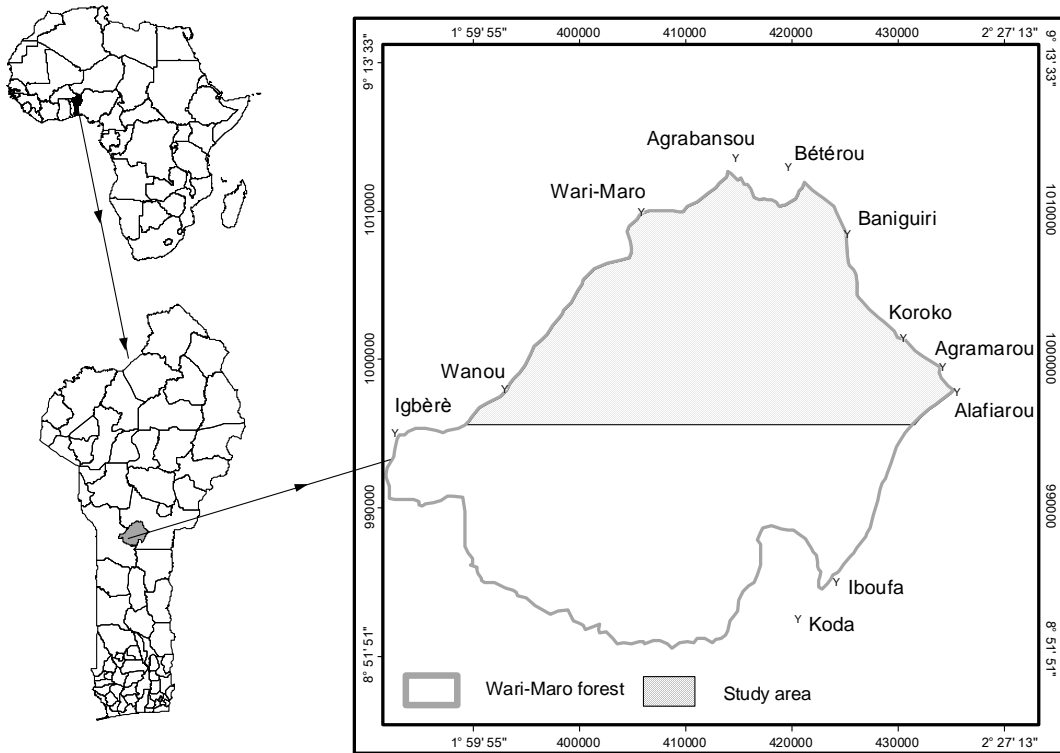 1° 59' 55" 400000 410000 420000 430000 2° 27' 13"
9° 13' 33"
9° 13' 33"
Agrabansou
Bétérou
Wari-Maro
1010000
1010000
Baniguiri
Koroko
Agramarou
1000000
1000000
Wanou
Alafiarou
Igbèrè
990000
990000
Iboufa
Koda
8° 51' 51"
8° 51' 51"
Wari-Maro forest
Study area
1° 59' 55" 400000 410000 420000 430000 2° 27' 13"